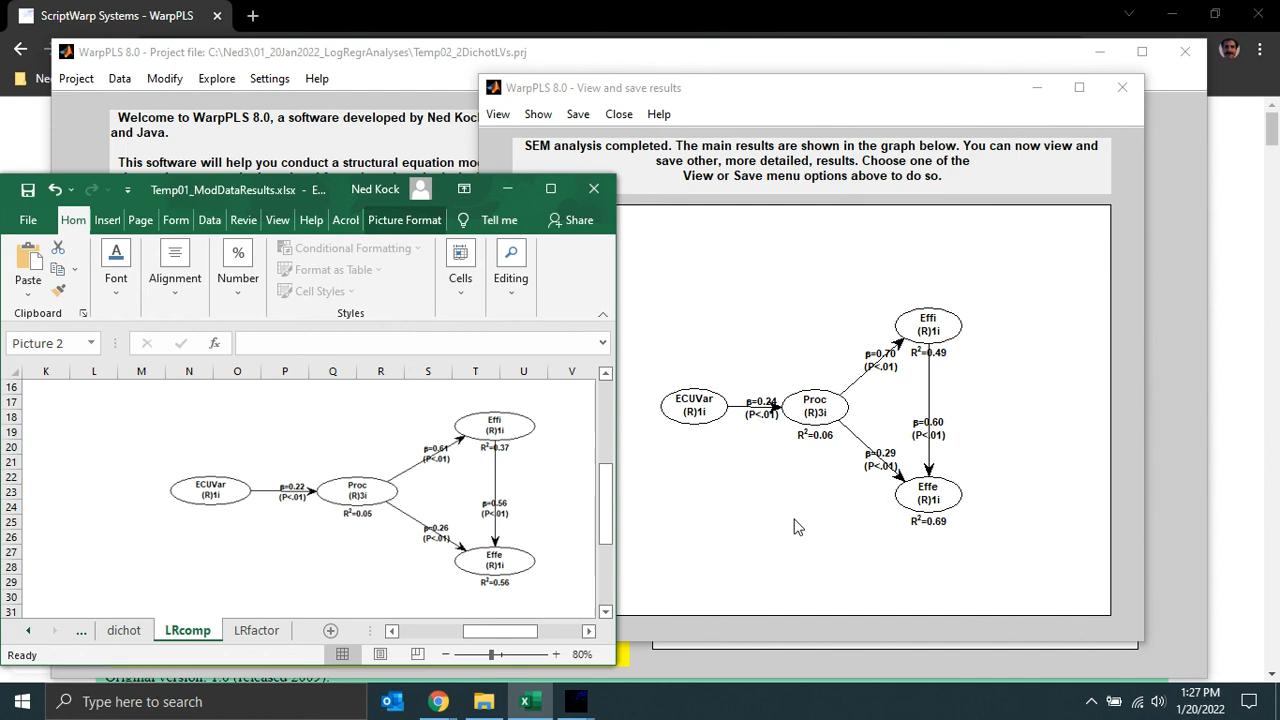 ScriptWarp Systems - WarpPLS
WarpPLS 8.0 - Project file: C:\Ned3\01_20Jan2022_LogRegrAnalyses\Temp02_2DichotLVs.prj
Project Data Modify Explore Settings Help
Welcome to WarpPLS 8.0, a software developed by Ned Kock
and Java.
This software will help you conduct a structural equation mo
WarpPLS 8.0 - View and save results
View Show Save Close Help
SEM analysis completed. The main results are shown in the graph below. You can now view and
save other, more detailed, results. Choose one of the
View or Save menu options above to do so.
Effi
(R)1i
R²=0.49
β=0.70
(P<.01)
ECUVar
(R)1i
β=0.24
(P<.01)
Proc
(R)3i
R²=0.06
β=0.60
(P<.01)
β=0.29
(P<.01)
Effe
(R)1i
R²=0.69
Temp01_ModDataResults.xlsx - E...
Ned Kock
File Hom Insert Page Form Data Revie View Help Acrol Picture Format Tell me Share
Paste
Clipboard
Font
Alignment
%
Number
Conditional Formatting
Format as Table
Cell Styles
Styles
Cells
Editing
Picture 2
fx
K L M N O P Q R S T U V
16
17
18
19
20
21
22
23
24
25
26
27
28
29
30
31
Effi
(R)1i
R²=0.37
β=0.61
(P<.01)
ECUVar
(R)1i
β=0.22
(P<.01)
Proc
(R)3i
R²=0.05
β=0.56
(P<.01)
β=0.26
(P<.01)
Effe
(R)1i
R²=0.56
... dichot LRcomp LRfactor
Ready
80%
Original version: 1.0 (released 2009).
Type here to search
1:27 PM
1/20/2022